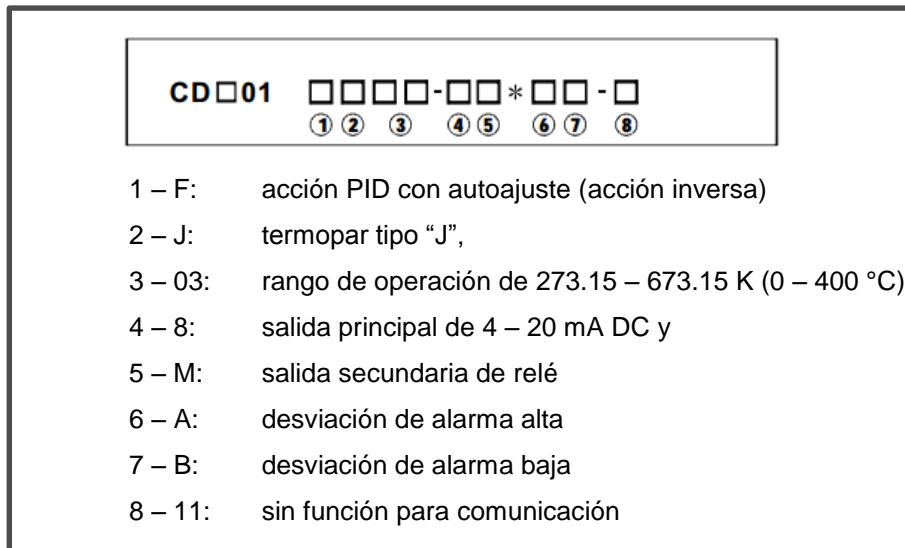 CD□01 □□□□-□□*□□-□
① ② ③ ④ ⑤ ⑥ ⑦ ⑧
1 – F: acción PID con autoajuste (acción inversa)
2 – J: termopar tipo “J”,
3 – 03: rango de operación de 273.15 – 673.15 K (0 – 400 °C)
4 – 8: salida principal de 4 – 20 mA DC y
5 – M: salida secundaria de relé
6 – A: desviación de alarma alta
7 – B: desviación de alarma baja
8 – 11: sin función para comunicación